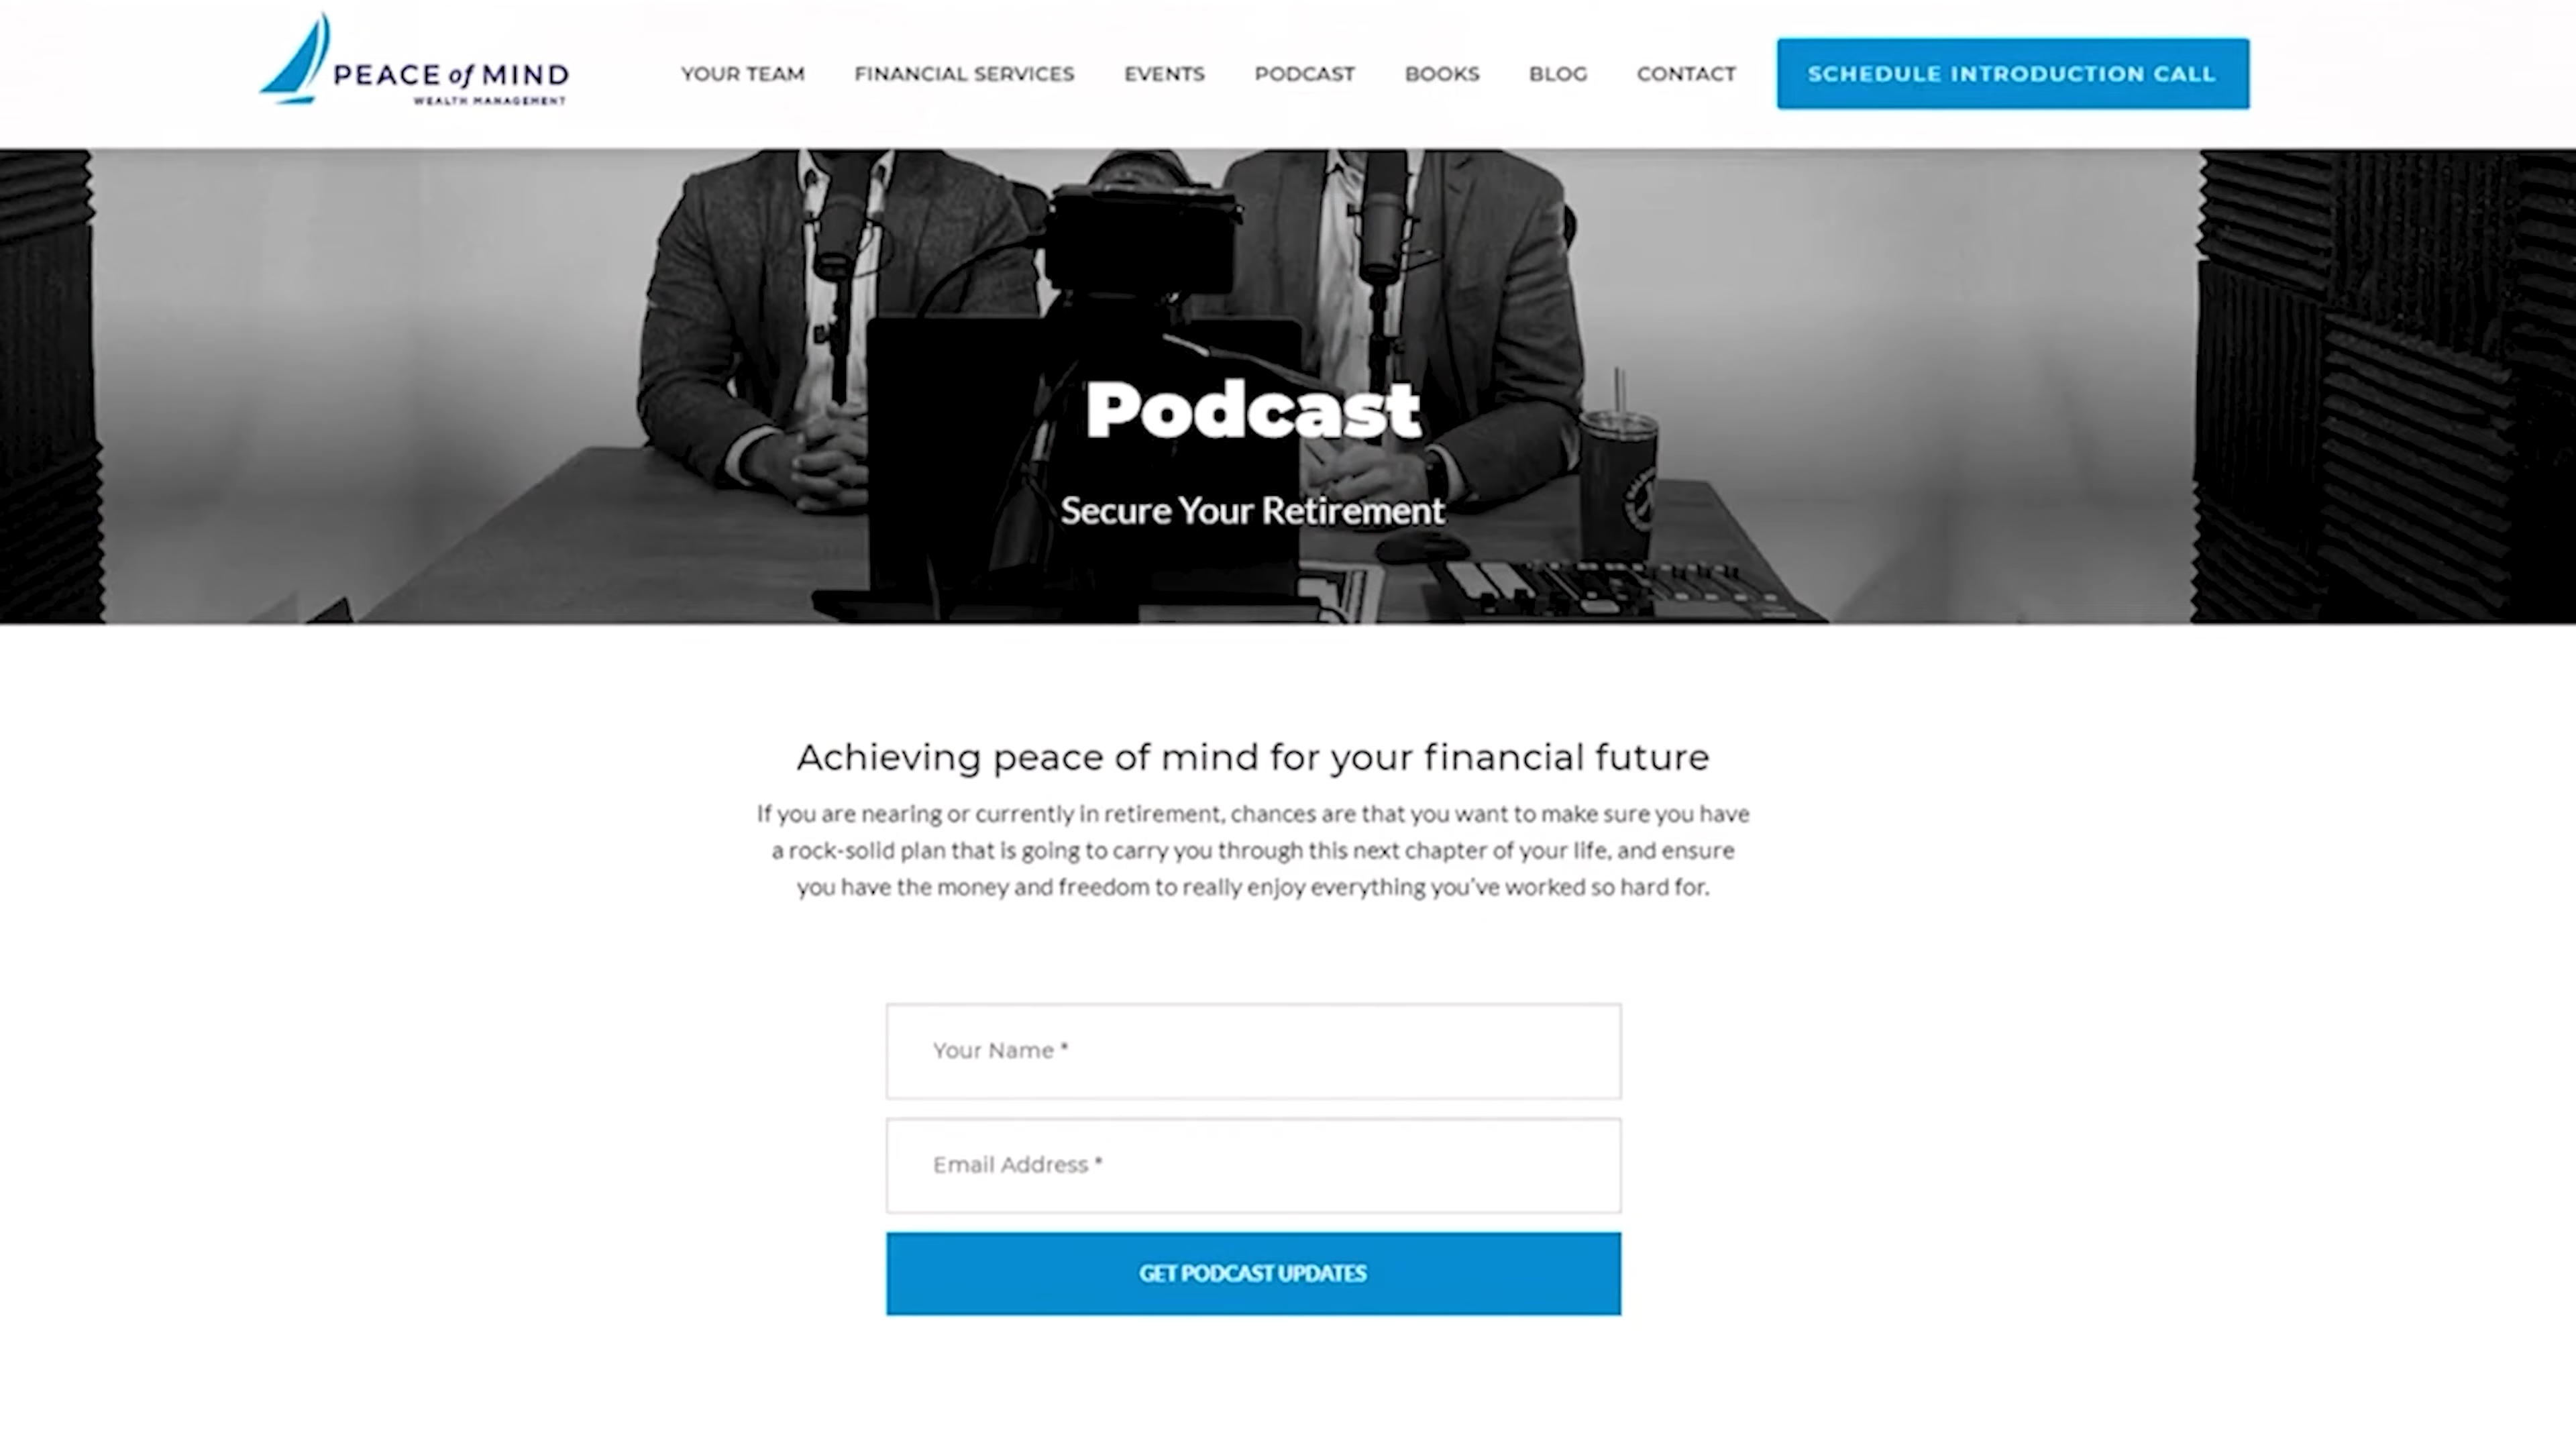 PEACE of MIND
WEALTH MANAGEMENT
YOUR TEAM
FINANCIAL SERVICES
EVENTS
PODCAST
BOOKS
BLOG
CONTACT
SCHEDULE INTRODUCTION CALL
Podcast
Secure Your Retirement
Achieving peace of mind for your financial future
If you are nearing or currently in retirement, chances are that you want to make sure you have
a rock-solid plan that is going to carry you through this next chapter of your life, and ensure
you have the money and freedom to really enjoy everything you've worked so hard for.
Your Name *
Email Address *
GET PODCAST UPDATES